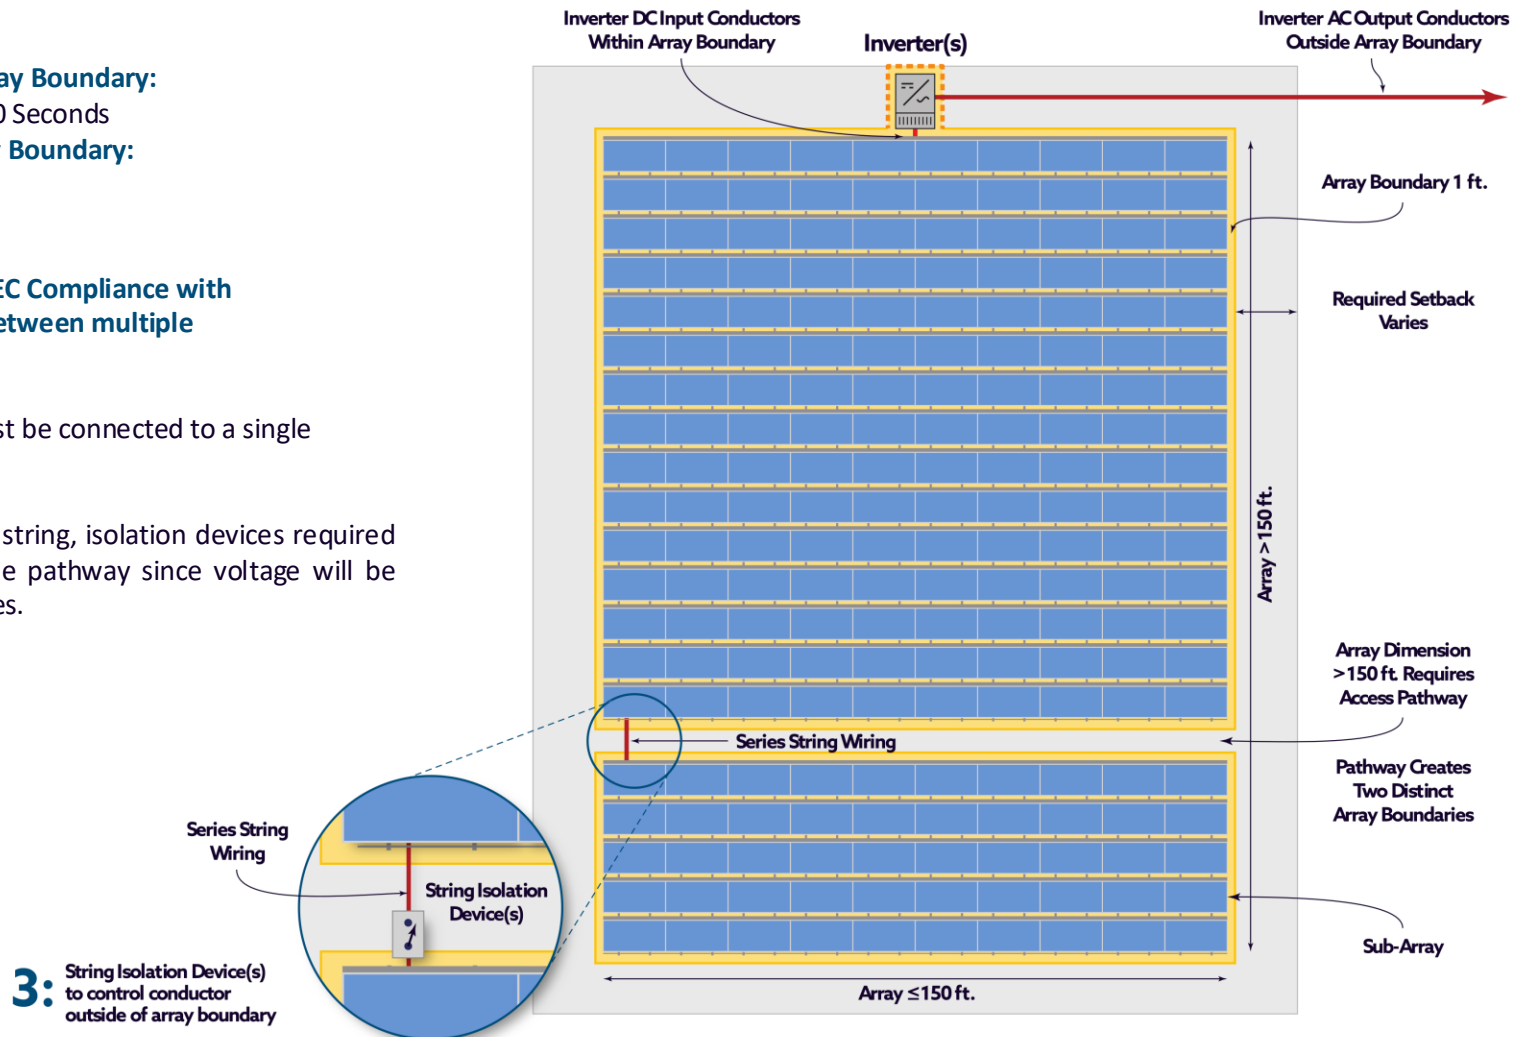 ay Boundary:
0 Seconds
r Boundary:
EC Compliance with
etween multiple
st be connected to a single
string, isolation devices required
e pathway since voltage will be
es.
Inverter DC Input Conductors
Within Array Boundary
Inverter(s)
Inverter AC Output Conductors
Outside Array Boundary
Array Boundary 1 ft.
Required Setback
Varies
Array >150 ft.
Array Dimension
>150 ft. Requires
Access Pathway
Series String Wiring
Pathway Creates
Two Distinct
Array Boundaries
Series String
Wiring
String Isolation
Device(s)
Sub-Array
3: String Isolation Device(s)
to control conductor
outside of array boundary
Array ≤150 ft.